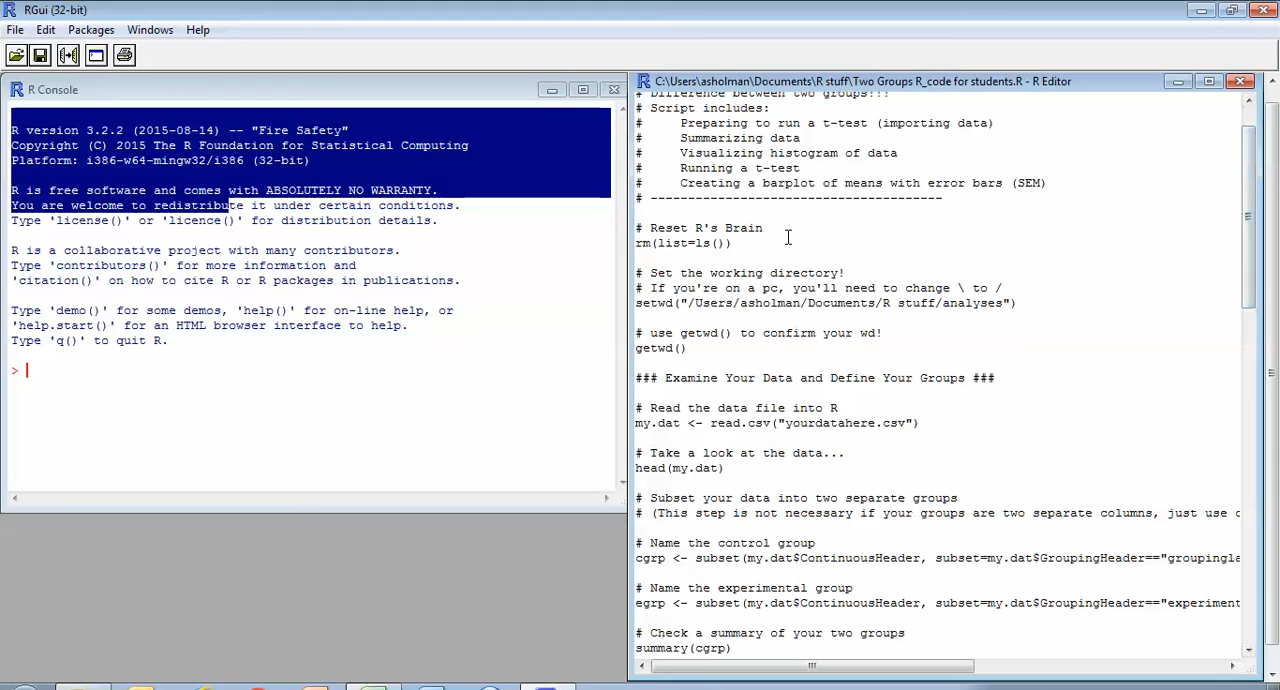 RGui (32-bit)
File Edit Packages Windows Help
R Console
R version 3.2.2 (2015-08-14) -- "Fire Safety"
Copyright (C) 2015 The R Foundation for Statistical Computing
Platform: i386-w64-mingw32/i386 (32-bit)
R is free software and comes with ABSOLUTELY NO WARRANTY.
You are welcome to redistribute it under certain conditions.
Type 'license()' or 'licence()' for distribution details.
R is a collaborative project with many contributors.
Type 'contributors()' for more information and
'citation()' on how to cite R or R packages in publications.
Type 'demo()' for some demos, 'help()' for on-line help, or
'help.start()' for an HTML browser interface to help.
Type 'q()' to quit R.
>
C:\Users\asholman\Documents\R stuff\Two Groups R_code for students.R - R Editor
# Difference between two groups!!!
# Script includes:
# Preparing to run a t-test (importing data)
# Summarizing data
# Visualizing histogram of data
# Running a t-test
# Creating a barplot of means with error bars (SEM)
# ---------------------------------------
# Reset R's Brain
rm(list=ls())
# Set the working directory!
# If you're on a pc, you'll need to change \ to /
setwd("/Users/asholman/Documents/R stuff/analyses")
# use getwd() to confirm your wd!
getwd()
### Examine Your Data and Define Your Groups ###
# Read the data file into R
my.dat <- read.csv("yourdatahere.csv")
# Take a look at the data...
head(my.dat)
# Subset your data into two separate groups
# (This step is not necessary if your groups are two separate columns, just use
# Name the control group
cgrp <- subset(my.dat$ContinuousHeader, subset=my.dat$GroupingHeader=="groupingla
# Name the experimental group
egrp <- subset(my.dat$ContinuousHeader, subset=my.dat$GroupingHeader=="experiment
# Check a summary of your two groups
summary(cgrp)